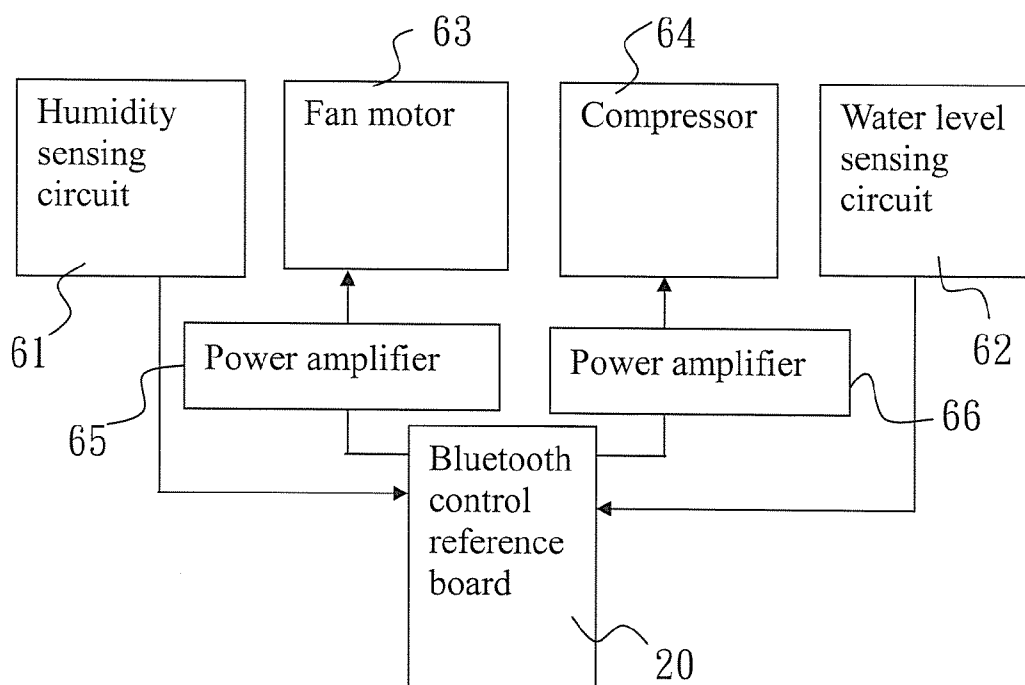 63
64
Humidity
sensing
circuit
Fan motor
Compressor
Water level
sensing
circuit
61
62
Power amplifier
Power amplifier
65
66
Bluetooth
control
reference
board
20